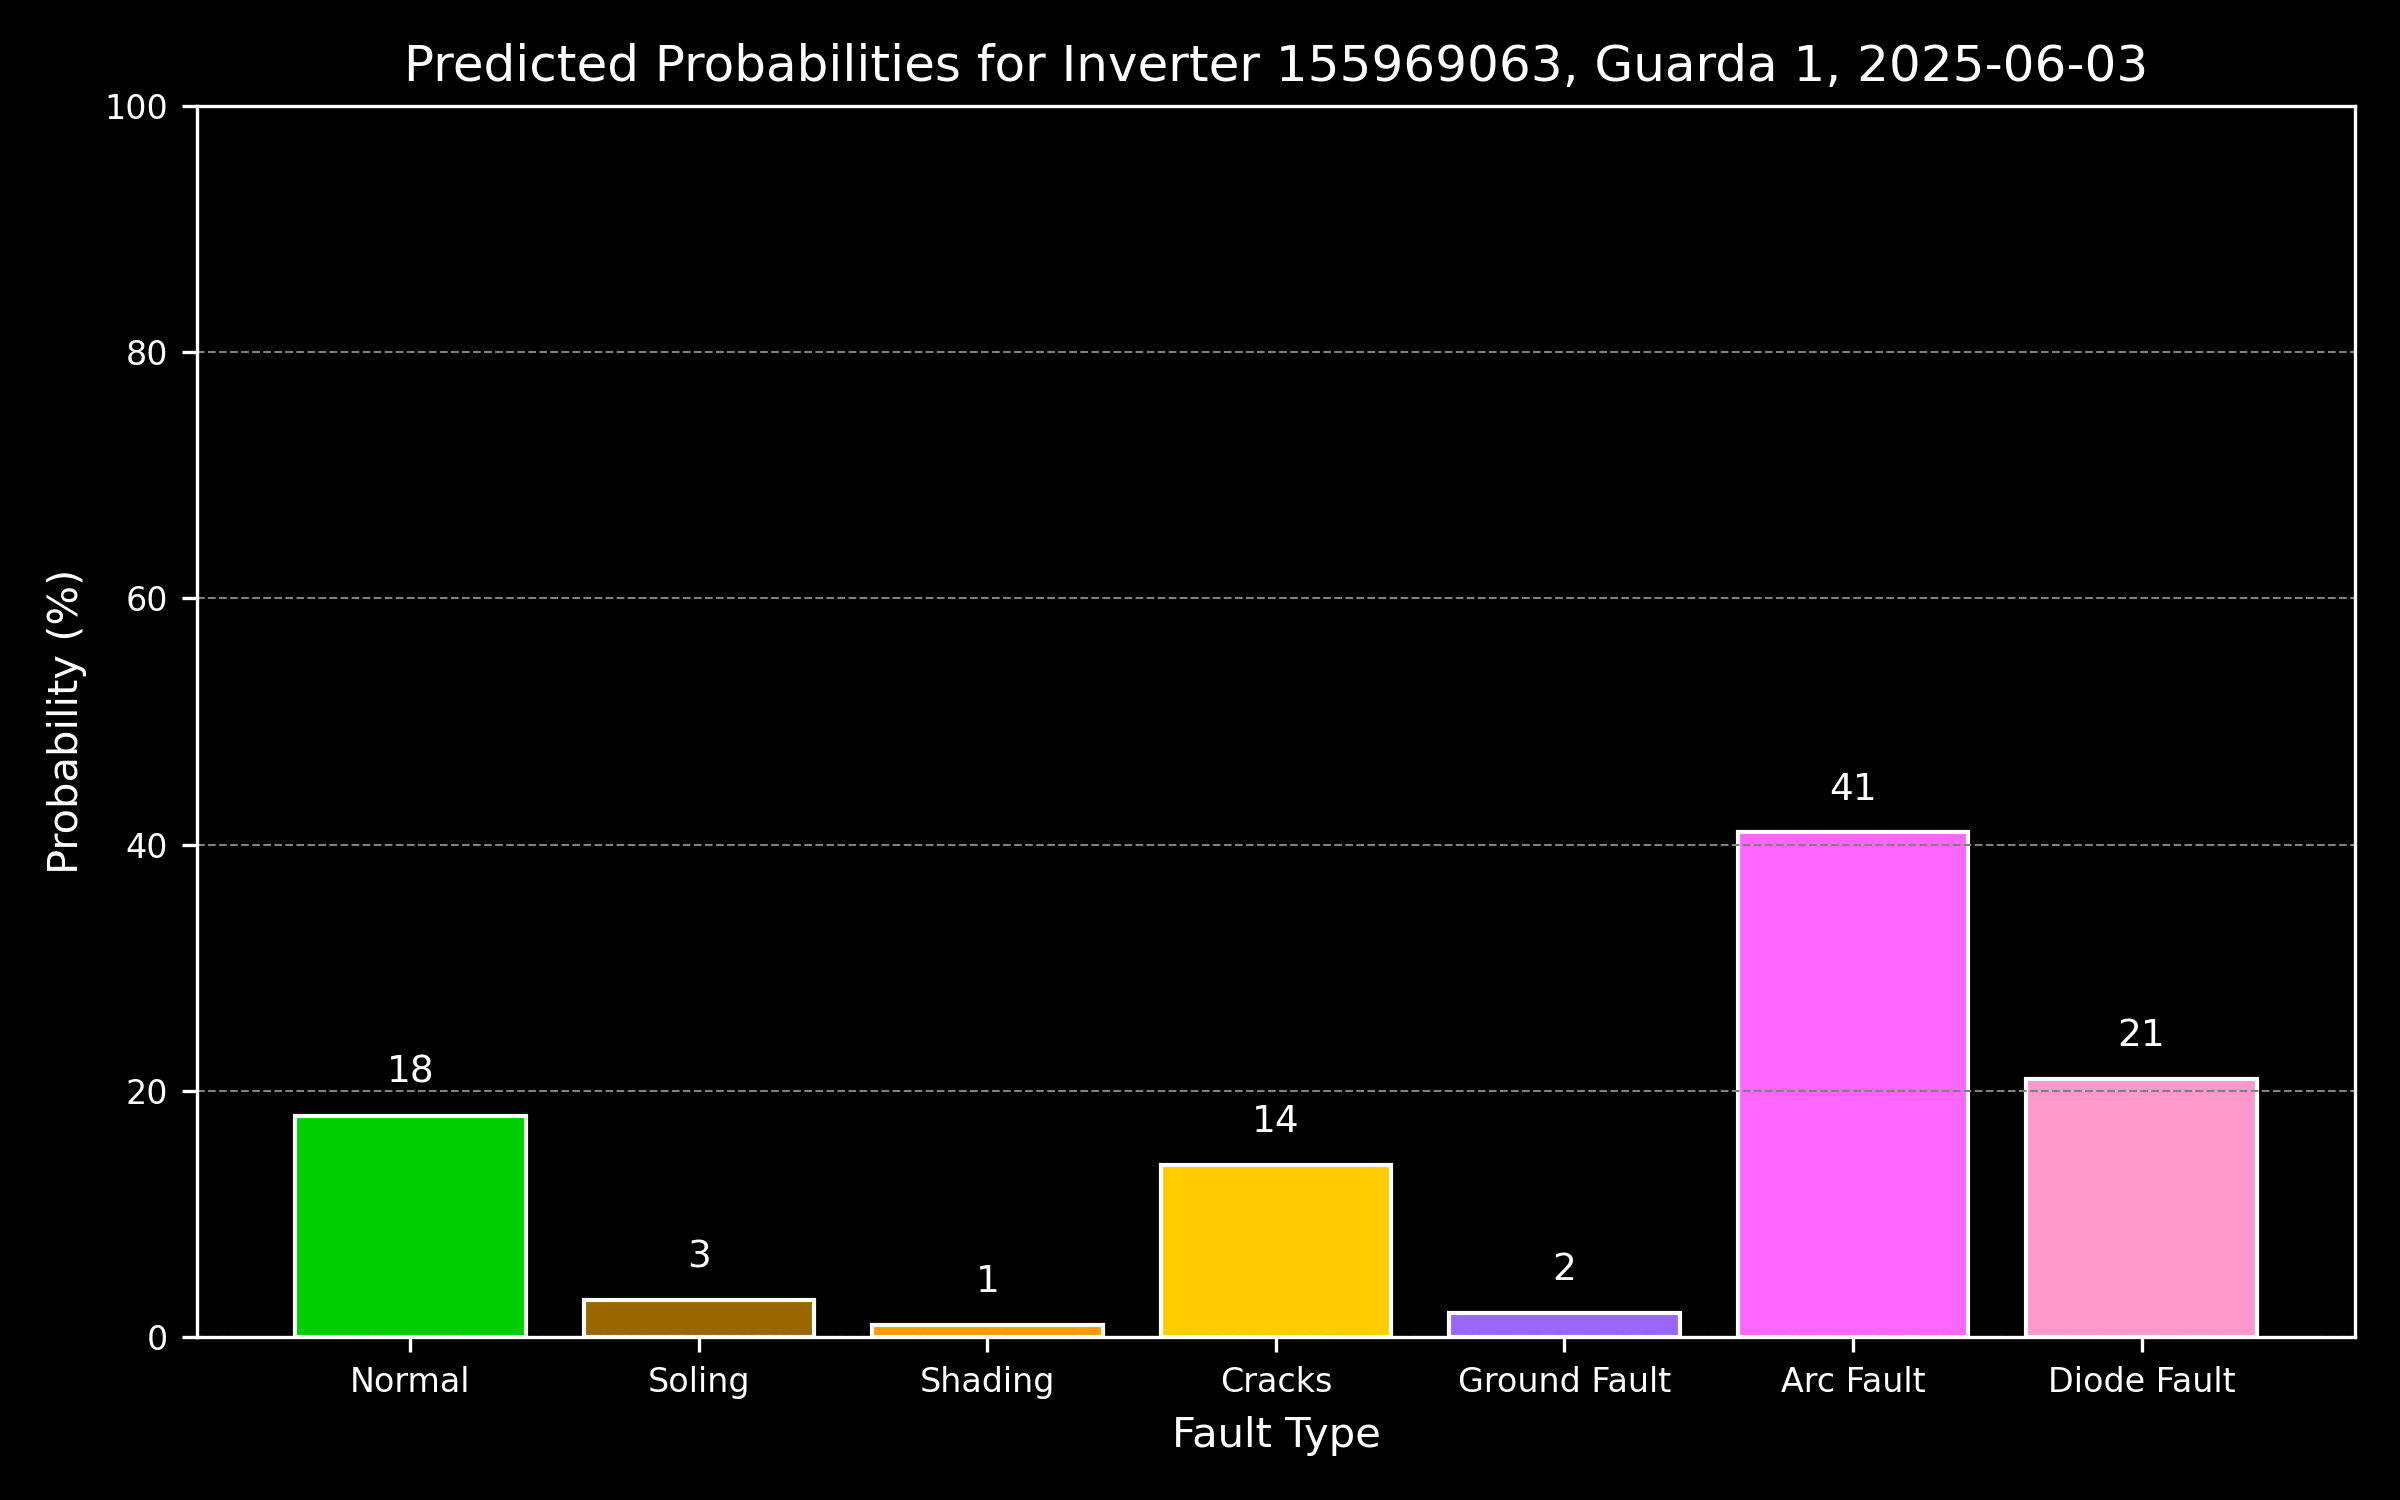 Predicted Probabilities for Inverter 155969063, Guarda 1, 2025-06-03
Probability (%)
100
80
60
40
20
0
18
3
1
14
2
41
21
Normal
Soling
Shading
Cracks
Ground Fault
Arc Fault
Diode Fault
Fault Type